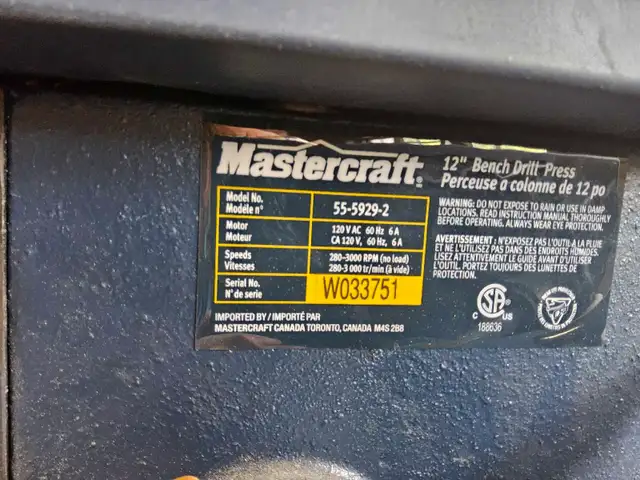 Mastercraft
12" Bench Drill Press
Perceuse à colonne de 12 po
Model No.
Modèle n°
55-5929-2
Motor
Moteur
120 V AC 60 Hz 6 A
CA 120 V, 60 Hz, 6 A
Speeds
Vitesses
280-3000 RPM (no load)
280-3 000 tr/min (à vide)
Serial No.
N° de série
W033751
IMPORTED BY / IMPORTÉ PAR
MASTERCRAFT CANADA TORONTO, CANADA M4S 2B8
WARNING: DO NOT EXPOSE TO RAIN OR USE IN DAMP
LOCATIONS. READ INSTRUCTION MANUAL THOROUGHLY
BEFORE OPERATING. ALWAYS WEAR EYE PROTECTION.
AVERTISSEMENT: N'EXPOSEZ PAS L'OUTIL À LA PLUIE
ET N'UTILISEZ PAS DANS DES ENDROITS HUMIDES.
LISEZ ATTENTIVEMENT LE GUIDE AVANT D'UTILISER
L'OUTIL. PORTEZ TOUJOURS DES LUNETTES DE
PROTECTION.
C SA US
188636